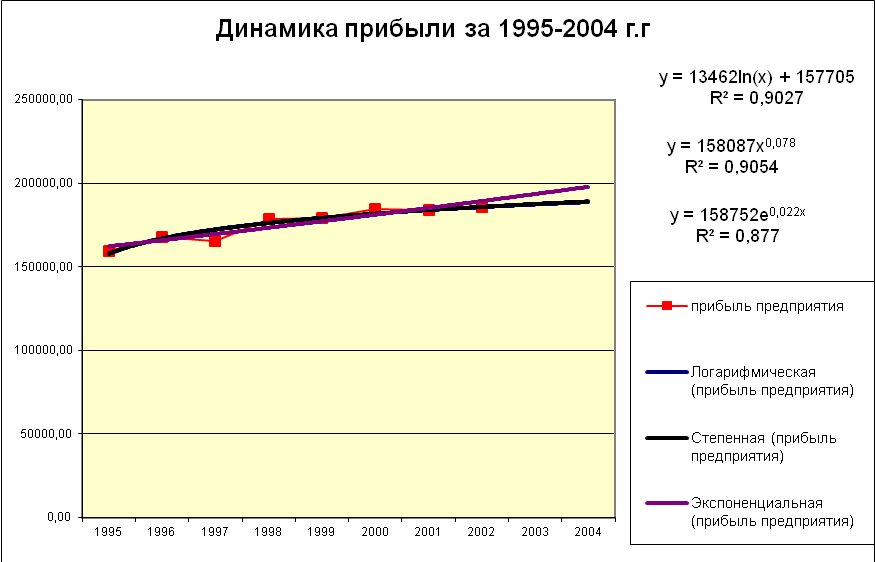 Динамика прибыли за 1995-2004 г.г
y = 13462ln(x) + 157705
R² = 0,9027
y = 158087x^0,078
R² = 0,9054
y = 158752e^0,022x
R² = 0,877
250000,00
200000,00
150000,00
100000,00
50000,00
0,00
1995 1996 1997 1998 1999 2000 2001 2002 2003 2004
прибыль предприятия
Логарифмическая
(прибыль предприятия)
Степенная (прибыль
предприятия)
Экспоненциальная
(прибыль предприятия)